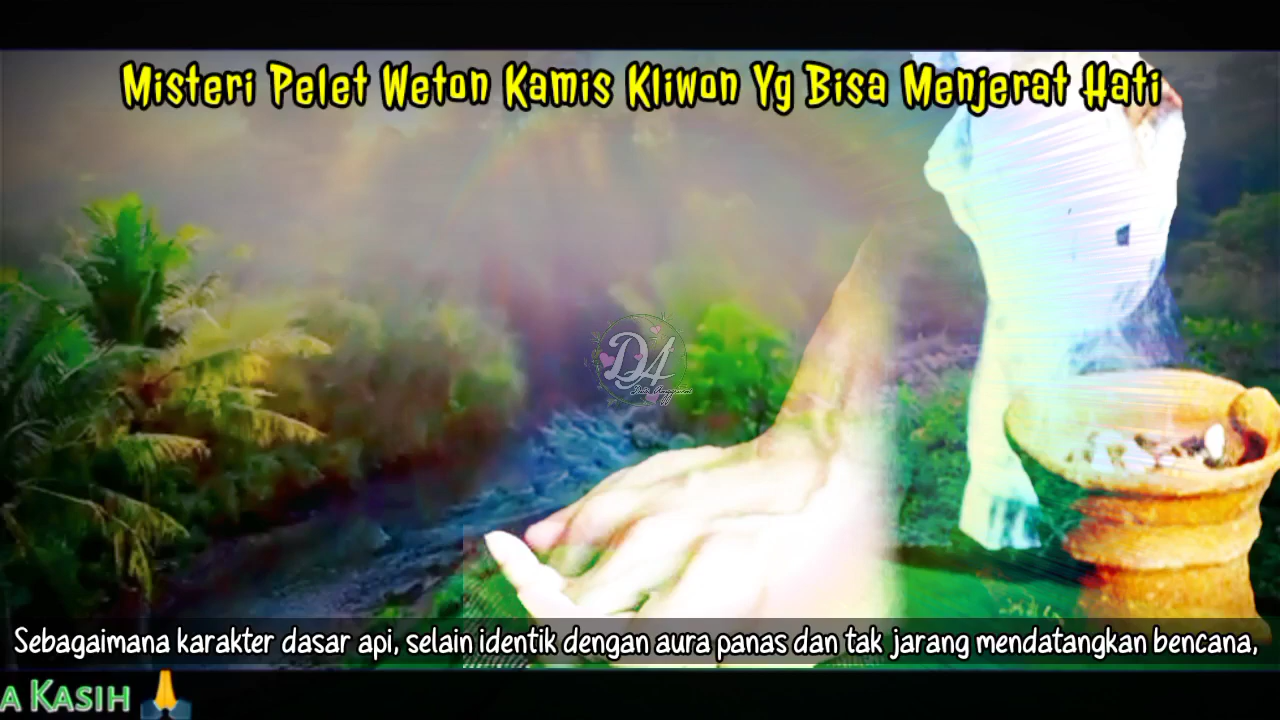 Misteri Pelet Weton Kamis Kliwon Yg Bisa Menjerat Hati
DA
Sebagaimana karakter dasar api, selain identik dengan aura panas dan tak jarang mendatangkan bencana,
a Kasih 🙏